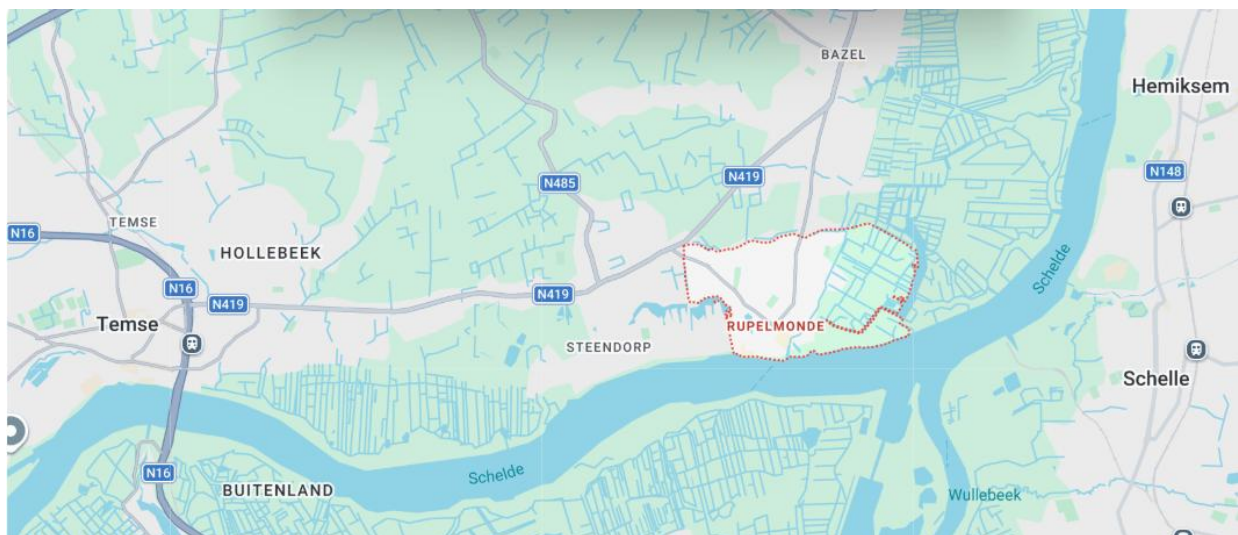 BAZEL
Hemiksem
N148
N485
N419
TEMSE
N16
HOLLEBEEK
N16
N419
N419
Schelde
Temse
RUPELMONDE
STEENDORP
Schelle
N16
Schelde
BUITENLAND
Wullebeek